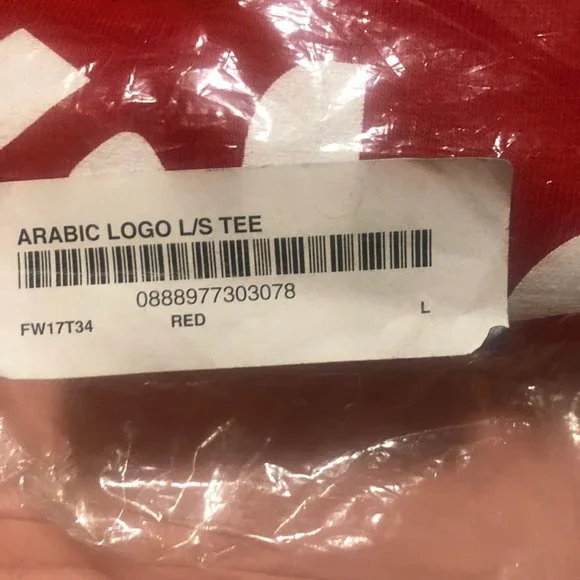 ARABIC LOGO L/S TEE
0888977303078
FW17T34 RED L